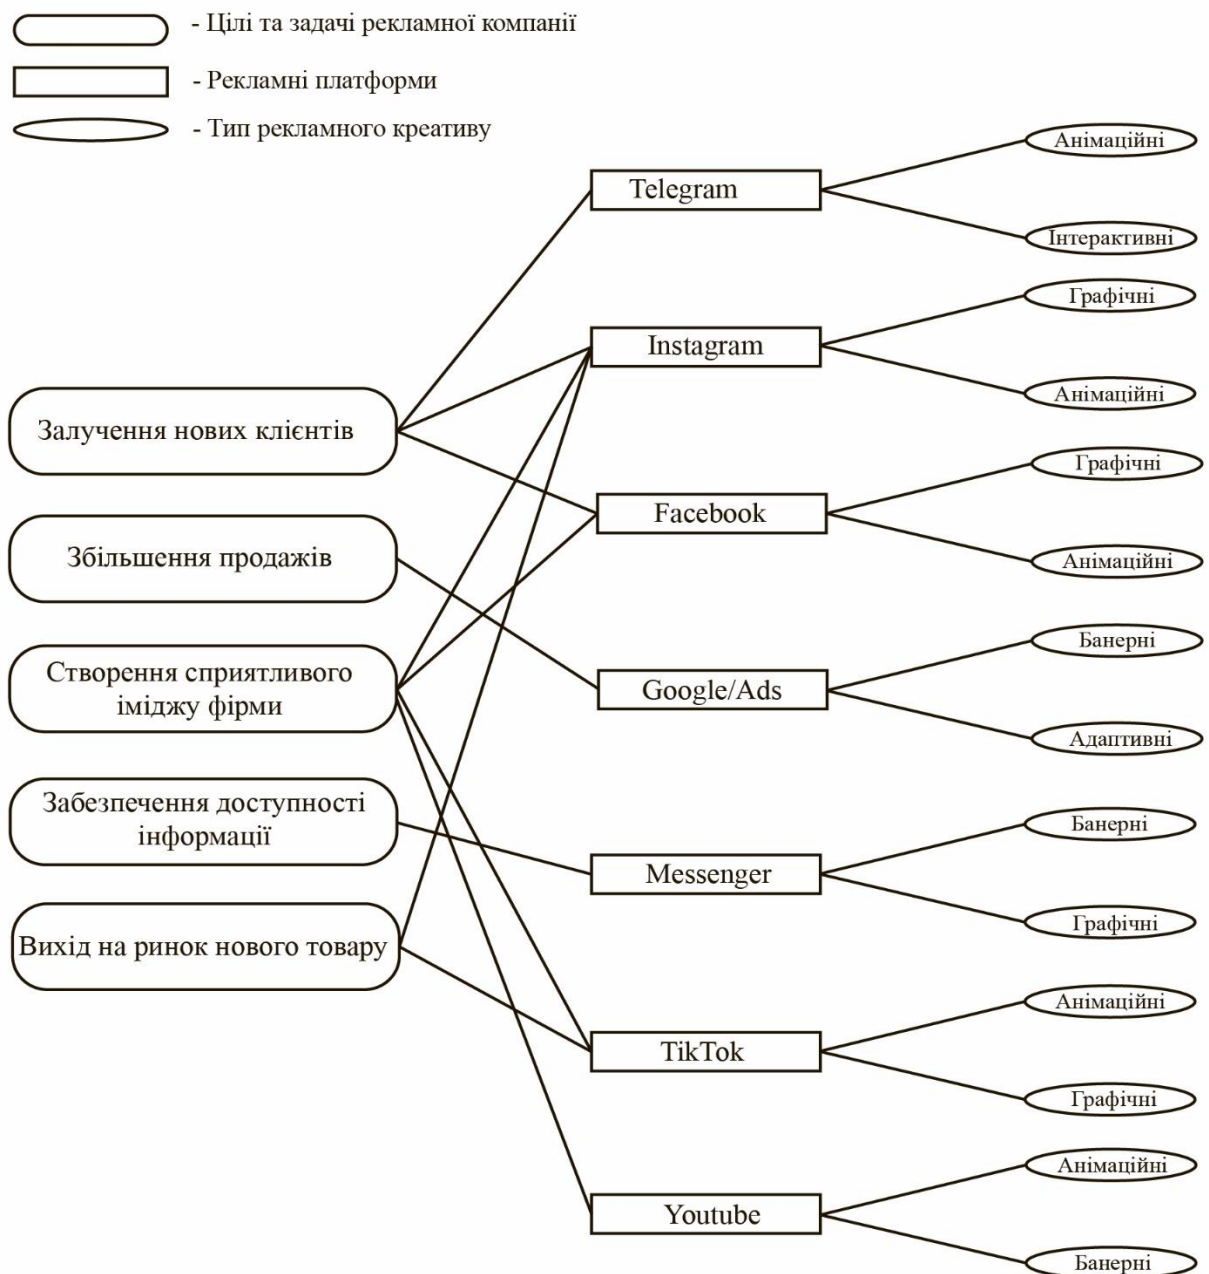 - Цілі та задачі рекламної компанії
- Рекламні платформи
- Тип рекламного креативу
Залучення нових клієнтів
Збільшення продажів
Створення сприятливого
іміджу фірми
Забезпечення доступності
інформації
Вихід на ринок нового товару
Telegram
Instagram
Facebook
Google/Ads
Messenger
TikTok
Youtube
Анімаційні
Інтерактивні
Графічні
Анімаційні
Графічні
Анімаційні
Банерні
Адаптивні
Банерні
Графічні
Анімаційні
Графічні
Анімаційні
Банерні